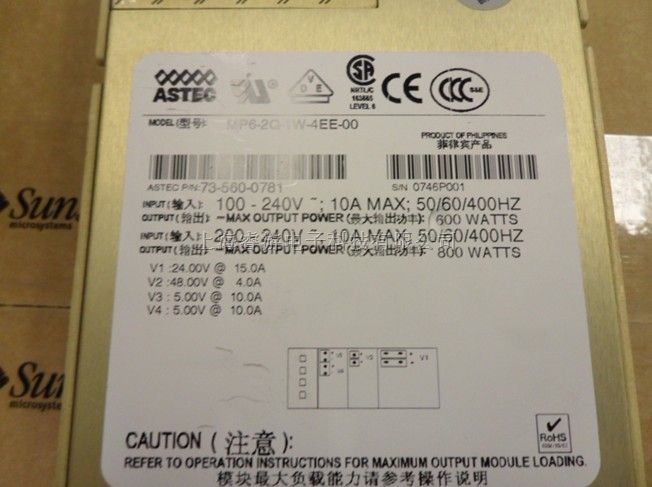 ASTEC
VDE
NRTL/C
LEVEL 6
CCC S&E
MODEL (型号): MP6-2Q-1W-4EE-00
PRODUCT OF PHILIPPINES
菲律宾产品
ASTEC P/N: 73-560-0781
S/N 0746P001
INPUT (输入): 100 - 240V ~; 10A MAX; 50/60/400HZ
OUTPUT (输出): -MAX OUTPUT POWER (最大输出功率): 600 WATTS
INPUT (输入): 200 - 240V ~; 10A MAX; 50/60/400HZ
OUTPUT (输出): -MAX OUTPUT POWER (最大输出功率): 800 WATTS
V1 : 24.00V @ 15.0A
V2 : 48.00V @ 4.0A
V3 : 5.00V @ 10.0A
V4 : 5.00V @ 10.0A
V1
RoHS
CAUTION (注意):
REFER TO OPERATION INSTRUCTIONS FOR MAXIMUM OUTPUT MODULE LOADING.
模块最大负载能力请参考操作说明
Sun
microsystems
Sun
microsystems